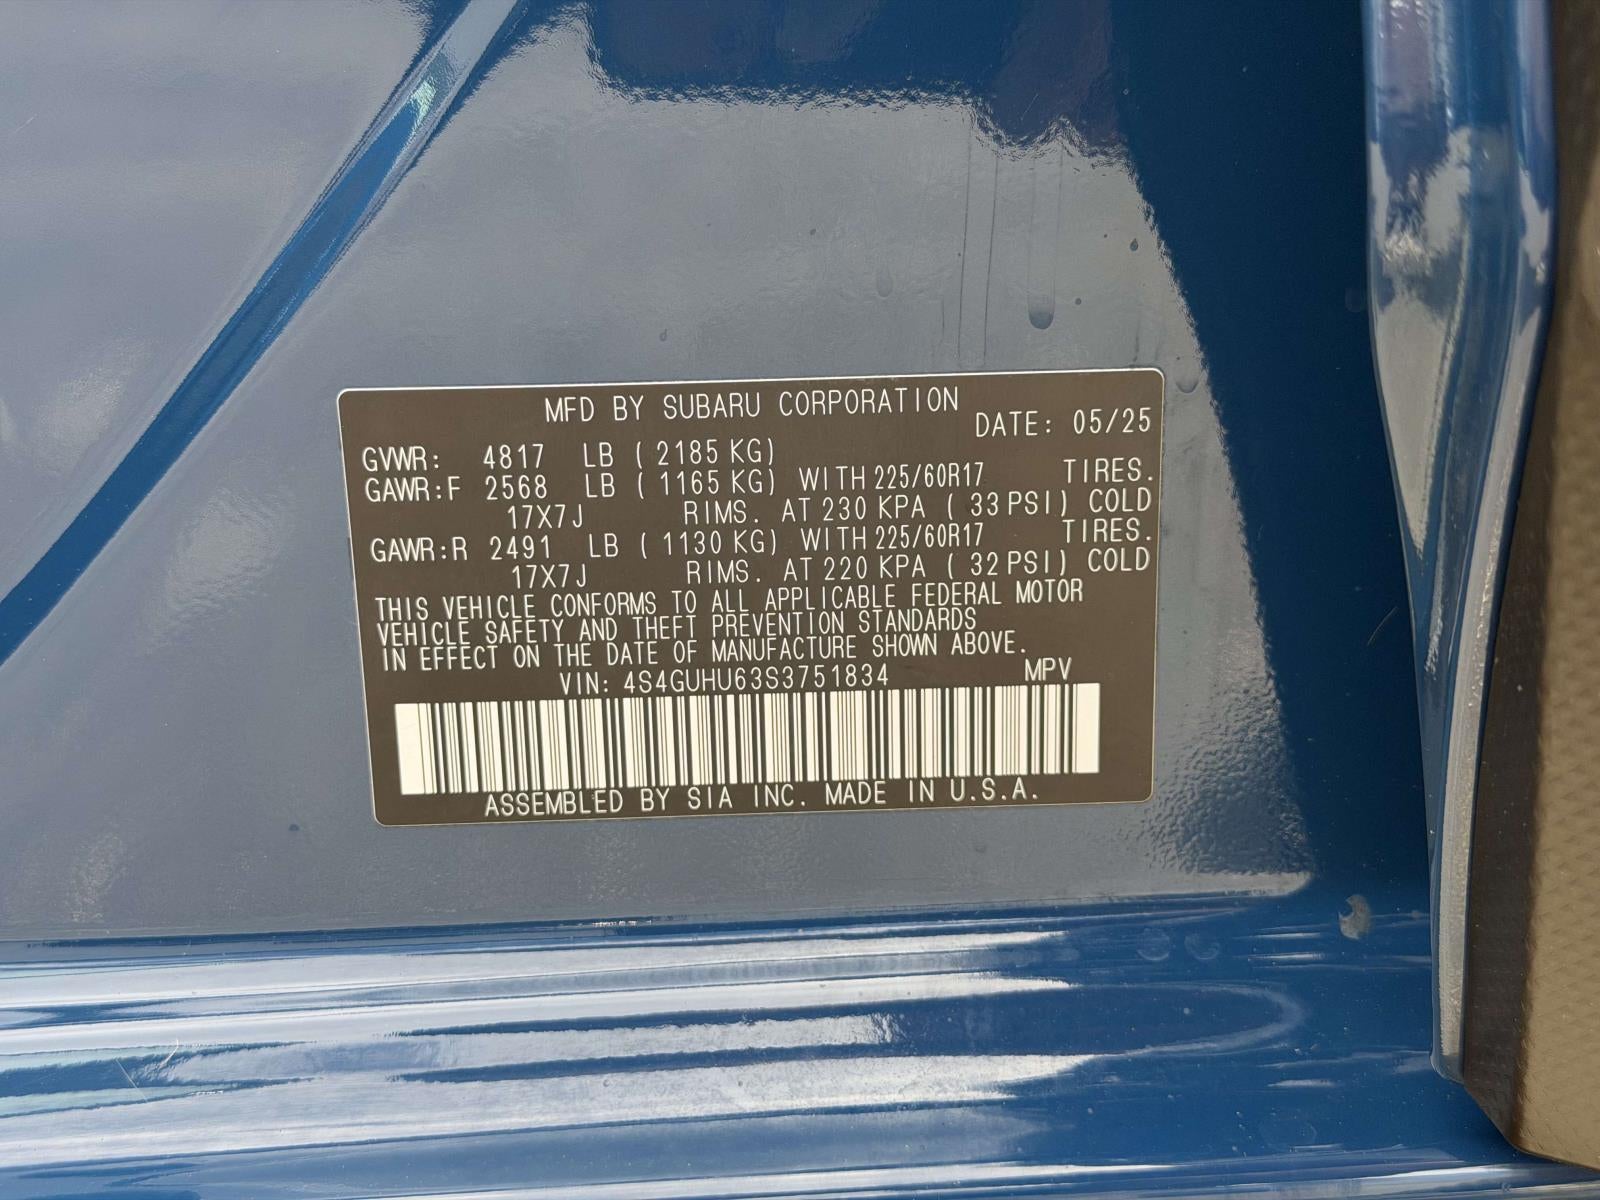 MFD BY SUBARU CORPORATION
DATE: 05/25
GVWR: 4817 LB ( 2185 KG)
GAWR:F 2568 LB ( 1165 KG) WITH 225/60R17 TIRES.
17X7J RIMS. AT 230 KPA ( 33 PSI) COLD
GAWR:R 2491 LB ( 1130 KG) WITH 225/60R17 TIRES.
17X7J RIMS. AT 220 KPA ( 32 PSI) COLD
THIS VEHICLE CONFORMS TO ALL APPLICABLE FEDERAL MOTOR
VEHICLE SAFETY AND THEFT PREVENTION STANDARDS
IN EFFECT ON THE DATE OF MANUFACTURE SHOWN ABOVE.
VIN: 4S4GUHU63S3751834 MPV
ASSEMBLED BY SIA INC. MADE IN U.S.A.